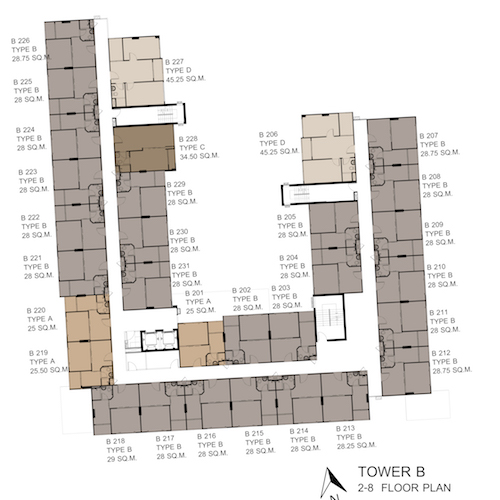 B 226
TYPE B
28.75 SQ.M.
B 225
TYPE B
28 SQ.M.
B 224
TYPE B
28 SQ.M.
B 223
TYPE B
28 SQ.M.
B 222
TYPE B
28 SQ.M.
B 221
TYPE B
28 SQ.M.
B 220
TYPE A
25 SQ.M.
B 219
TYPE A
25.50 SQ.M.
B 227
TYPE D
45.25 SQ.M.
B 228
TYPE C
34.50 SQ.M.
B 229
TYPE B
28 SQ.M.
B 230
TYPE B
28 SQ.M.
B 231
TYPE B
28 SQ.M.
B 201
TYPE A
25 SQ.M.
B 202
TYPE B
28 SQ.M.
B 203
TYPE B
28 SQ.M.
B 204
TYPE B
28 SQ.M.
B 205
TYPE B
28 SQ.M.
B 206
TYPE D
45.25 SQ.M.
B 207
TYPE B
28.75 SQ.M.
B 208
TYPE B
28 SQ.M.
B 209
TYPE B
28 SQ.M.
B 210
TYPE B
28 SQ.M.
B 211
TYPE B
28 SQ.M.
B 212
TYPE B
28.75 SQ.M.
B 218
TYPE B
29 SQ.M.
B 217
TYPE B
28 SQ.M.
B 216
TYPE B
28 SQ.M.
B 215
TYPE B
28 SQ.M.
B 214
TYPE B
28 SQ.M.
B 213
TYPE B
28.25 SQ.M.
N
TOWER B
2-8 FLOOR PLAN